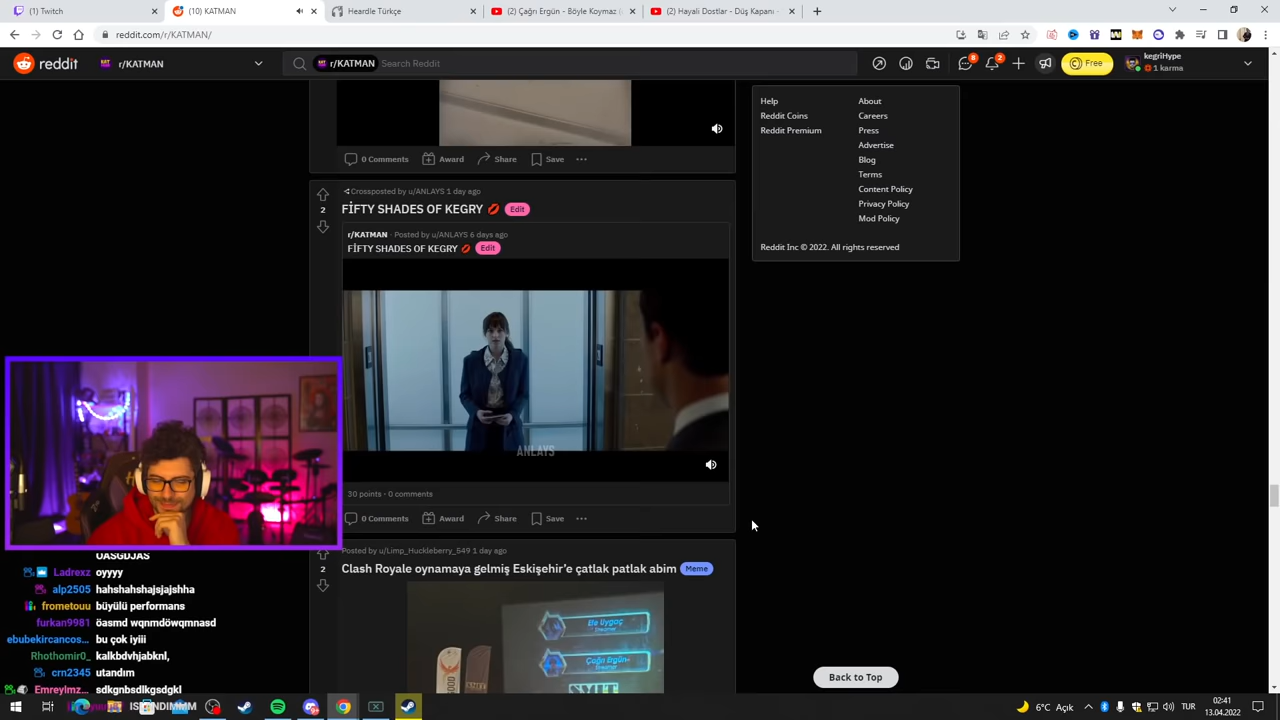 (1) Twitch
(10) KATMAN
Heardle Türkçe
(2) Çağrı Ergün - Böyle Koymaz (
(2) Hayali Dostlar - Düş Kapanı -
reddit.com/r/KATMAN/
reddit
r/KATMAN
r/KATMAN
Search Reddit
8
2
Free
kegriHype
1 karma
Help
About
Reddit Coins
Careers
Reddit Premium
Press
Advertise
Blog
Terms
Content Policy
Privacy Policy
Mod Policy
Reddit Inc © 2022. All rights reserved
0 Comments
Award
Share
Save
Crossposted by u/ANLAYS 1 day ago
2
FİFTY SHADES OF KEGRY 💋 Edit
r/KATMAN · Posted by u/ANLAYS 6 days ago
FİFTY SHADES OF KEGRY 💋 Edit
ANLAYS
30 points · 0 comments
0 Comments
Award
Share
Save
Posted by u/Limp_Huckleberry_549 1 day ago
2
Clash Royale oynamaya gelmiş Eskişehir'e çatlak patlak abim Meme
Efe Uygaç
Çağrı Ergün
Back to Top
OASGDJAS
Ladrexz oyyyy
alp2505 hahshahshajsjajshha
frometouu büyülü performans
furkan9981 öasmd wqnmdöwqmnasd
ebubekircancos... bu çok iyiii
Rhothomir0_ kalkbdvhjabknl,
crn2345 utandım
Emreylmz... sdkgnbsdlkgsdgkl
6°C Açık
TUR
02:41
13.04.2022